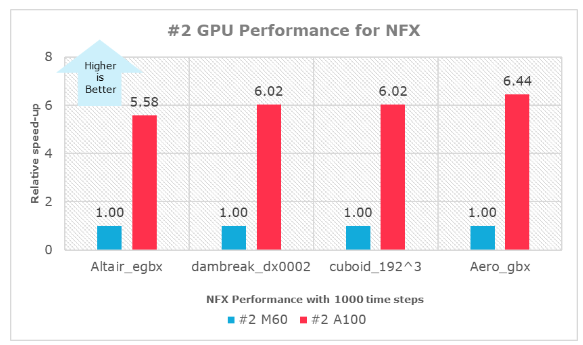 #2 GPU Performance for NFX
Higher
is
Better
Relative speed-up
8
6
4
2
0
1.00
5.58
1.00
6.02
1.00
6.02
1.00
6.44
Altair_egbx
dambreak_dx0002
cuboid_192^3
Aero_gbx
NFX Performance with 1000 time steps
#2 M60
#2 A100